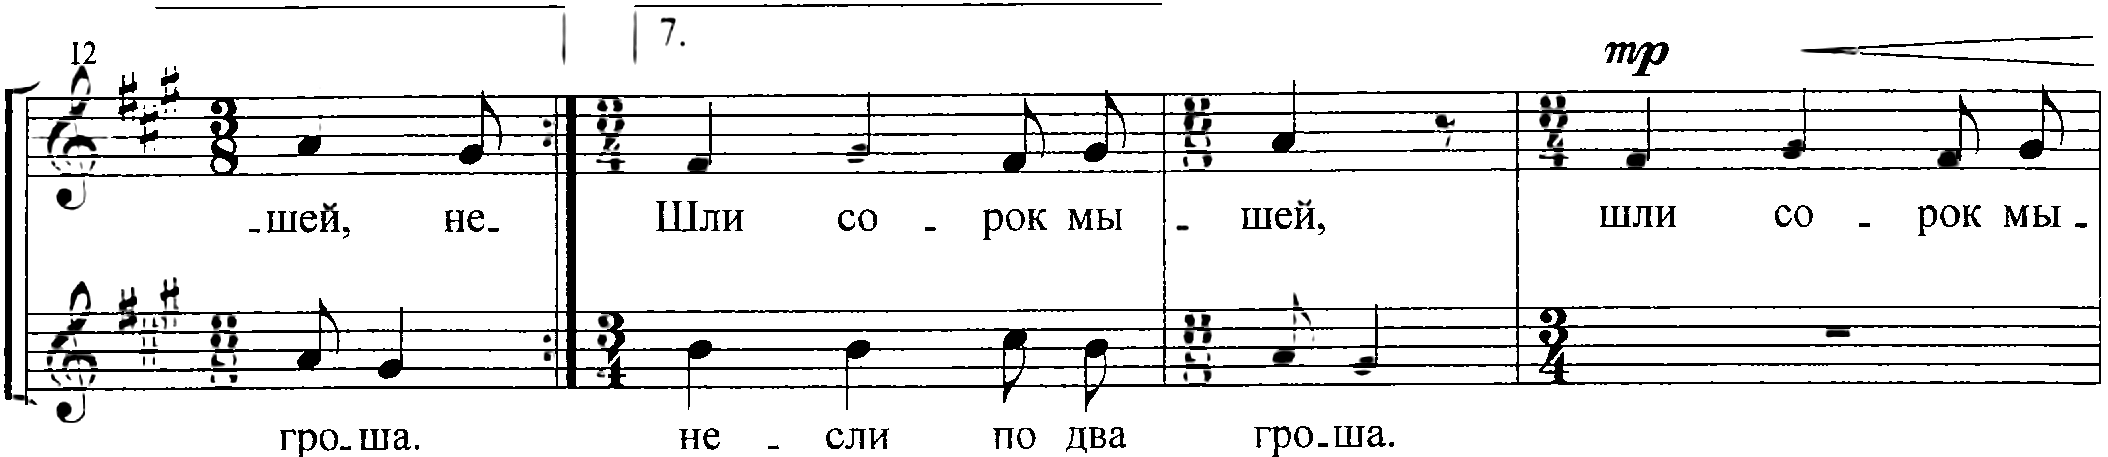 7.
12
mp
-шей, не- Шли со - рок мы - шей, шли со - рок мы-
гро-ша. не - сли по два гро-ша.